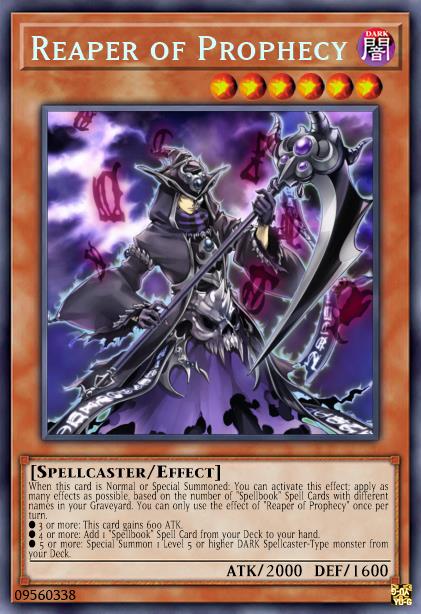 Reaper of Prophecy
DARK
闇
[Spellcaster/Effect]
When this card is Normal or Special Summoned: You can activate this effect; apply as
many effects as possible, based on the number of "Spellbook" Spell Cards with different
names in your Graveyard. You can only use the effect of "Reaper of Prophecy" once per
turn.
● 3 or more: This card gains 600 ATK.
● 4 or more: Add 1 "Spellbook" Spell Card from your Deck to your hand.
● 5 or more: Special Summon 1 Level 5 or higher DARK Spellcaster-Type monster from
your Deck.
ATK/2000 DEF/1600
09560338